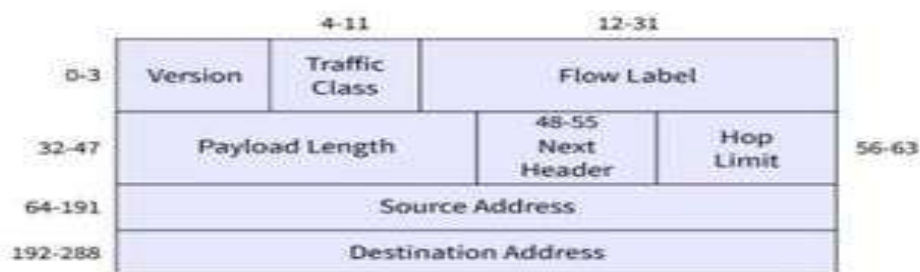 4-11 12-31
0-3 Version Traffic Class Flow Label
32-47 Payload Length 48-55 Next Header Hop Limit 56-63
64-191 Source Address
192-288 Destination Address